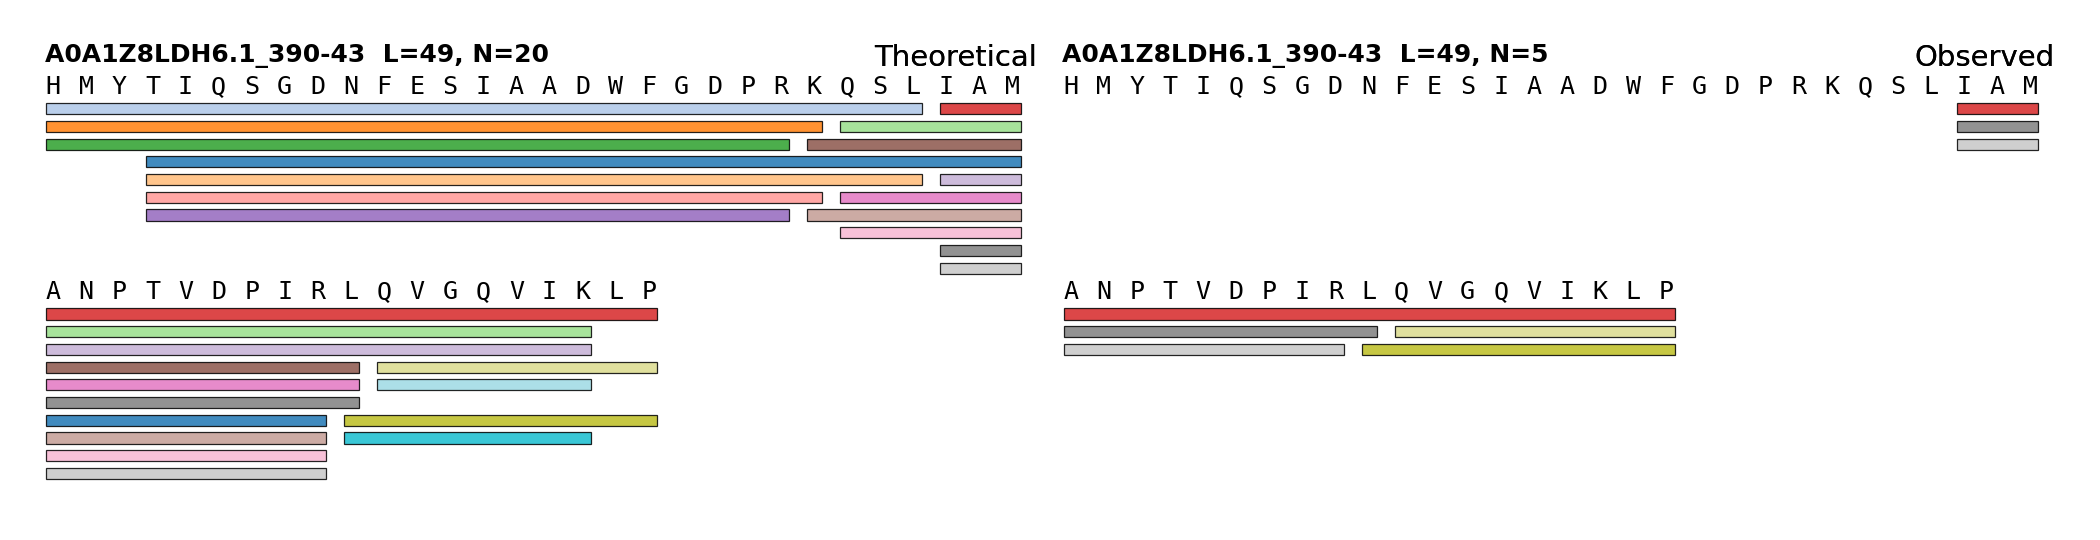 A0A1Z8LDH6.1_390-43 L=49, N=20 Theoretical
H M Y T I Q S G D N F E S I A A D W F G D P R K Q S L I A M
A N P T V D P I R L Q V G Q V I K L P
A0A1Z8LDH6.1_390-43 L=49, N=5 Observed
H M Y T I Q S G D N F E S I A A D W F G D P R K Q S L I A M
A N P T V D P I R L Q V G Q V I K L P